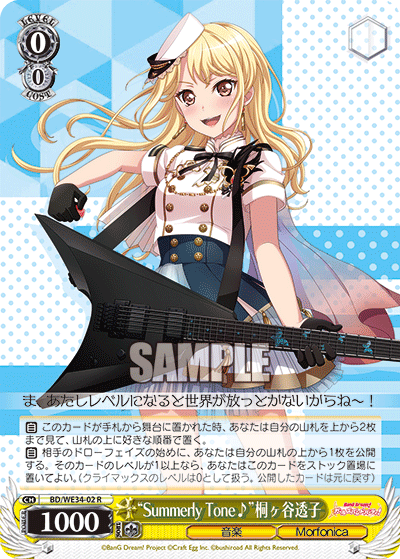 LEVEL
0
0
COST
SAMPLE
ま、あたしレベルになると世界が放っとかないからね~!
自 このカードが手札から舞台に置かれた時、あなたは自分の山札を上から2
枚まで見て、山札の上に好きな順番で置く。
自 相手のドローフェイズの始めに、あなたは自分の山札の上から1枚を公開
する。そのカードのレベルが1以上なら、あなたはこのカードをストック置場に
置いてよい。(クライマックスのレベルは0として扱う。公開したカードは元に戻す)
CH
BD/WE34-02 R
1000
“Summerly Tone♪”桐ヶ谷透子
音楽
Morfonica
©BanG Dream! Project ©Craft Egg Inc. ©bushiroad All Rights Reserved.